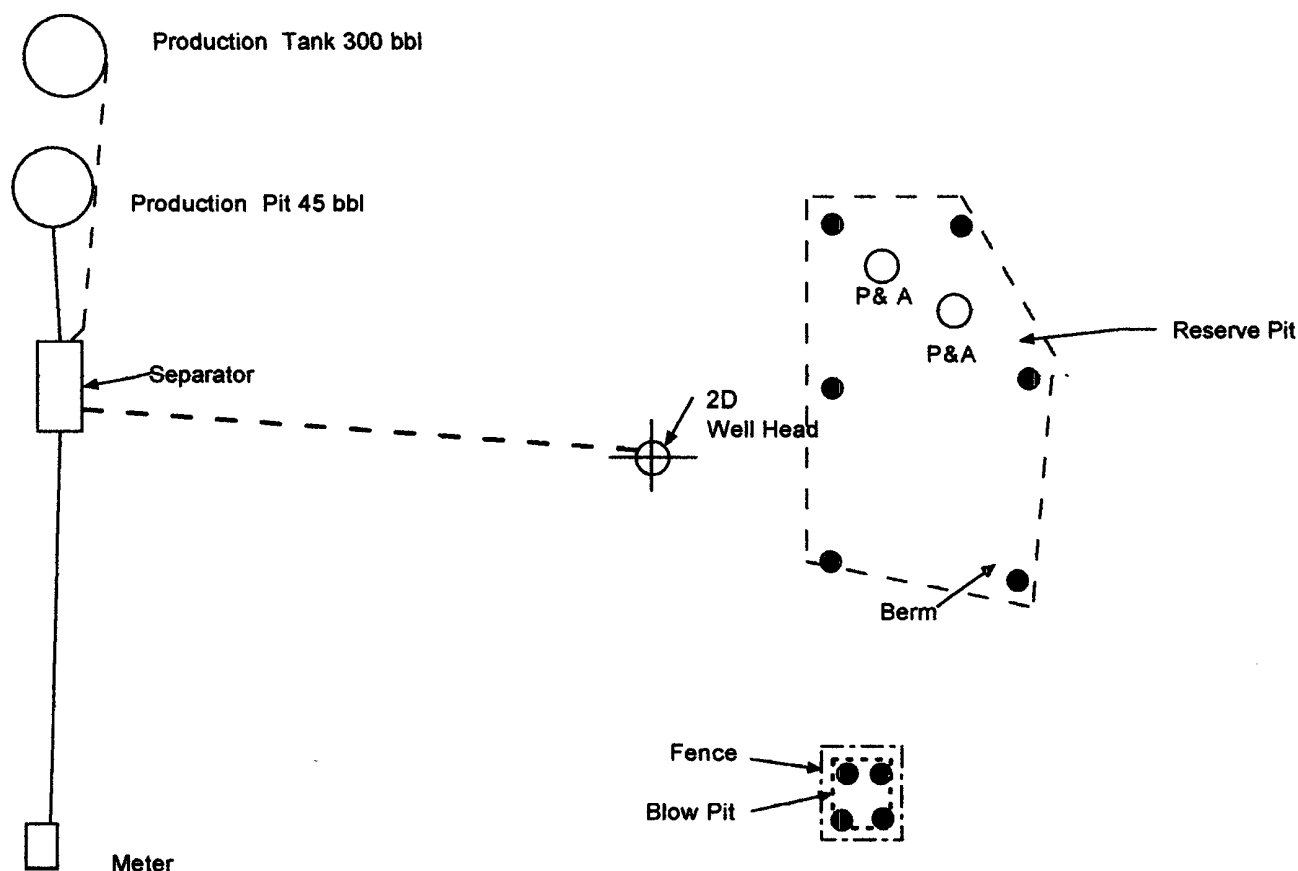 Production Tank 300 bbl
Production Pit 45 bbl
P& A
P&A
Reserve Pit
Separator
2D
Well Head
Berm
Fence
Blow Pit
Meter